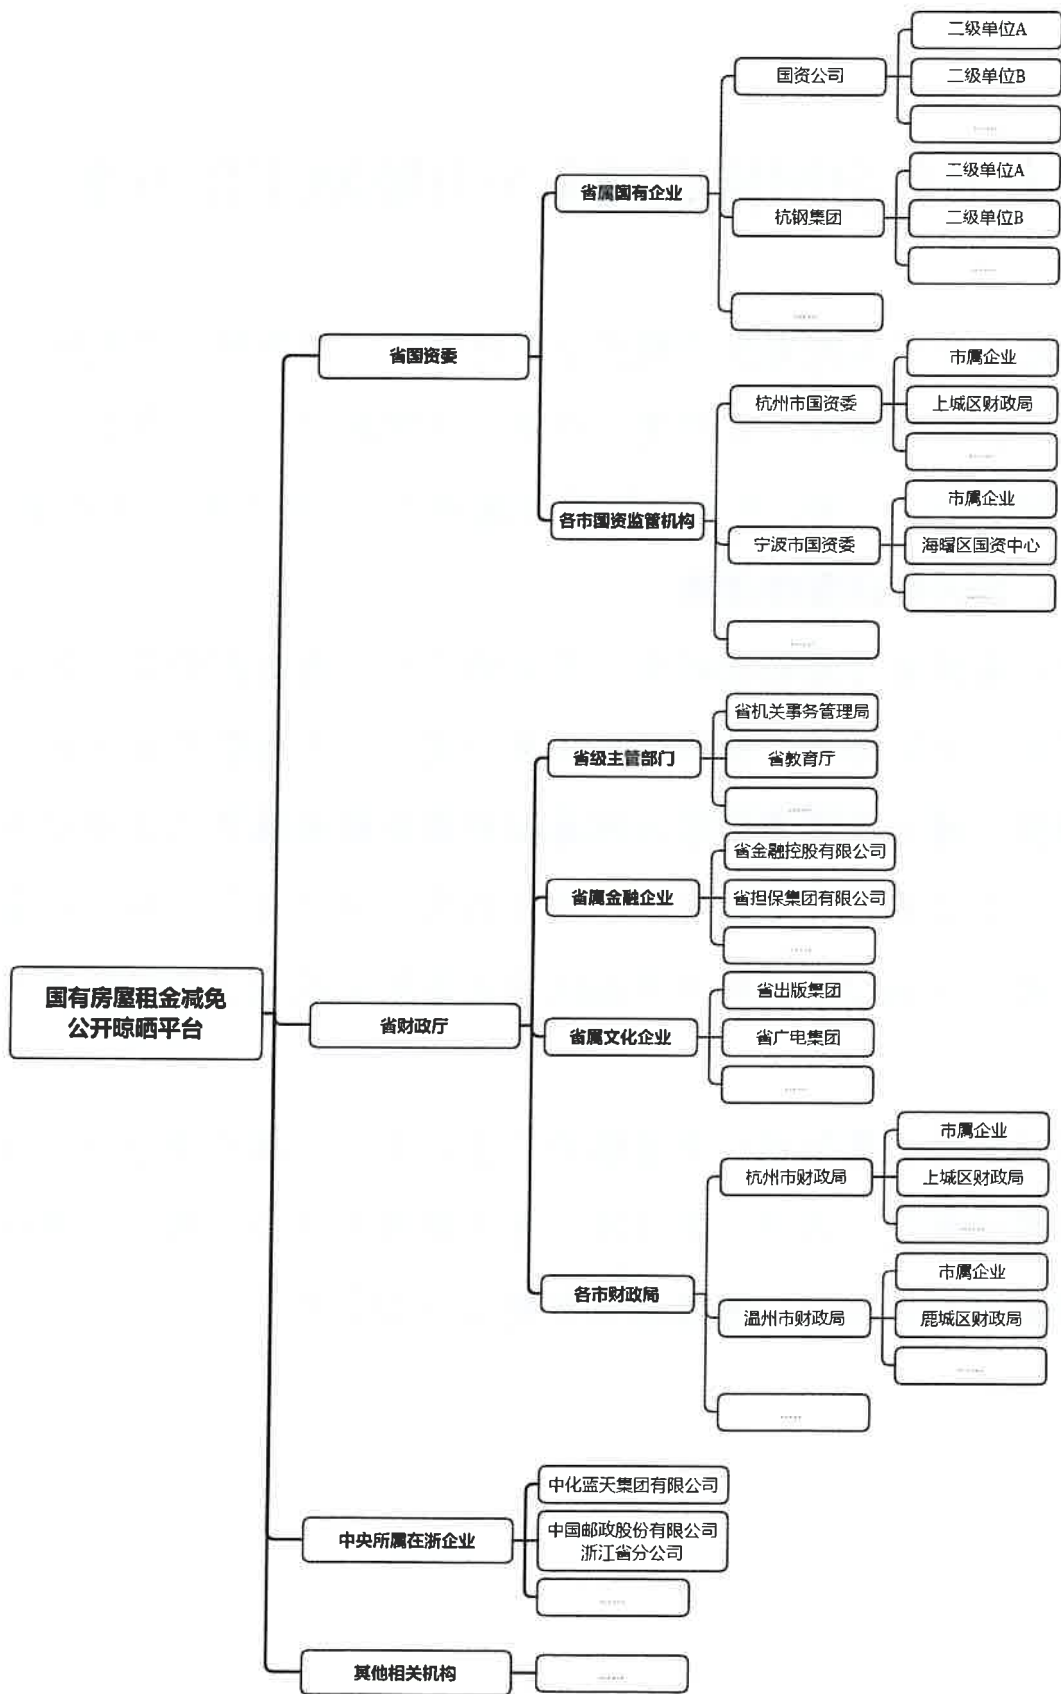 国有房屋租金减免
公开晾晒平台
省国资委
省属国有企业
国资公司
二级单位A
二级单位B
......
杭钢集团
二级单位A
二级单位B
......
......
各市国资监管机构
杭州市国资委
市属企业
上城区财政局
......
宁波市国资委
市属企业
海曙区国资中心
......
......
省财政厅
省级主管部门
省机关事务管理局
省教育厅
......
省属金融企业
省金融控股有限公司
省担保集团有限公司
......
省属文化企业
省出版集团
省广电集团
......
各市财政局
杭州市财政局
市属企业
上城区财政局
......
温州市财政局
市属企业
鹿城区财政局
......
......
中央所属在浙企业
中化蓝天集团有限公司
中国邮政股份有限公司
浙江省分公司
......
其他相关机构
......